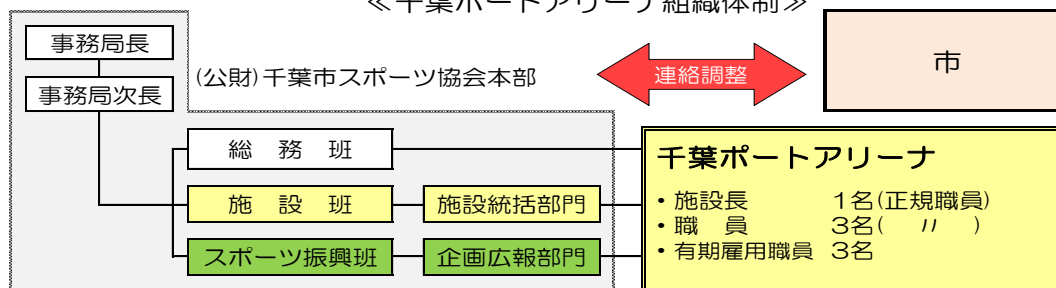 ≪千葉ポートアリーナ組織体制≫
事務局長
事務局次長
(公財)千葉市スポーツ協会本部
連絡調整
市
総　務　班
施　設　班
施設統括部門
スポーツ振興班
企画広報部門
千葉ポートアリーナ
・施設長　1名(正規職員)
・職　員　3名(　〃　)
・有期雇用職員　3名